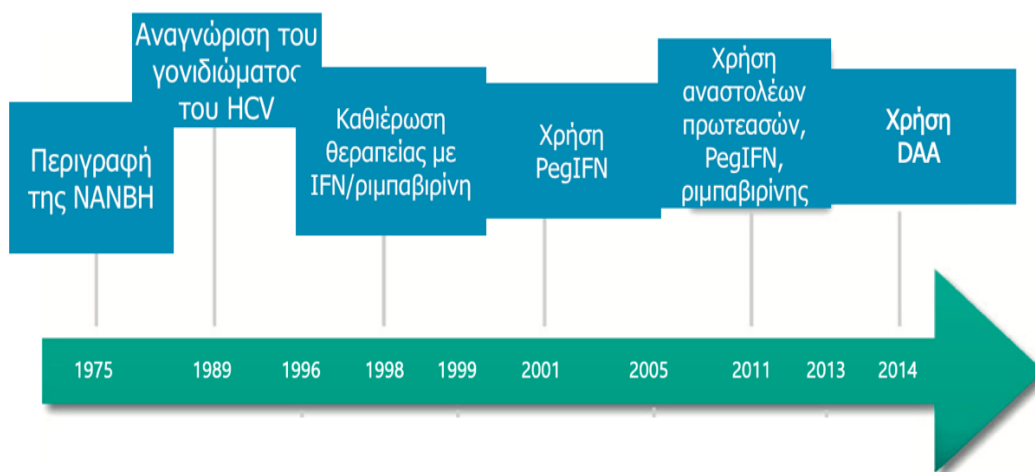 Αναγνώριση του
γονιδιώματος
του HCV
Περιγραφή
της NANBH
Καθιέρωση
θεραπείας με
IFN/ριμπαβιρίνη
Χρήση
PegIFN
Χρήση
αναστολέων
πρωτεασών,
PegIFN,
ριμπαβιρίνης
Χρήση
DAA
1975 1989 1996 1998 1999 2001 2005 2011 2013 2014